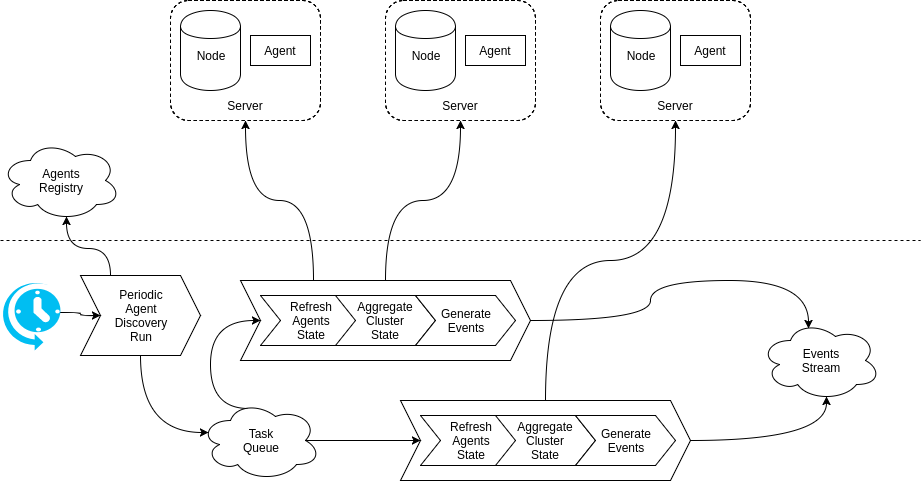 Node
Agent
Server
Node
Agent
Server
Node
Agent
Server
Agents
Registry
Periodic
Agent
Discovery
Run
Refresh
Agents
State
Aggregate
Cluster
State
Generate
Events
Events
Stream
Task
Queue
Refresh
Agents
State
Aggregate
Cluster
State
Generate
Events